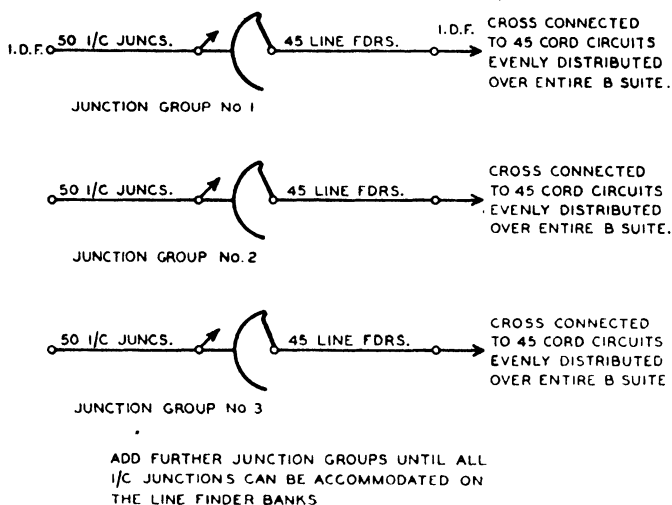 I.D.F. 50 I/C JUNCS. 45 LINE FDRS. I.D.F.
CROSS CONNECTED
TO 45 CORD CIRCUITS
EVENLY DISTRIBUTED
OVER ENTIRE B SUITE.
JUNCTION GROUP NO 1
50 I/C JUNCS. 45 LINE FDRS.
CROSS CONNECTED
TO 45 CORD CIRCUITS
EVENLY DISTRIBUTED
OVER ENTIRE B SUITE.
JUNCTION GROUP NO. 2
50 I/C JUNCS. 45 LINE FDRS.
CROSS CONNECTED
TO 45 CORD CIRCUITS
EVENLY DISTRIBUTED
OVER ENTIRE B SUITE
JUNCTION GROUP NO 3
ADD FURTHER JUNCTION GROUPS UNTIL ALL
I/C JUNCTIONS CAN BE ACCOMMODATED ON
THE LINE FINDER BANKS